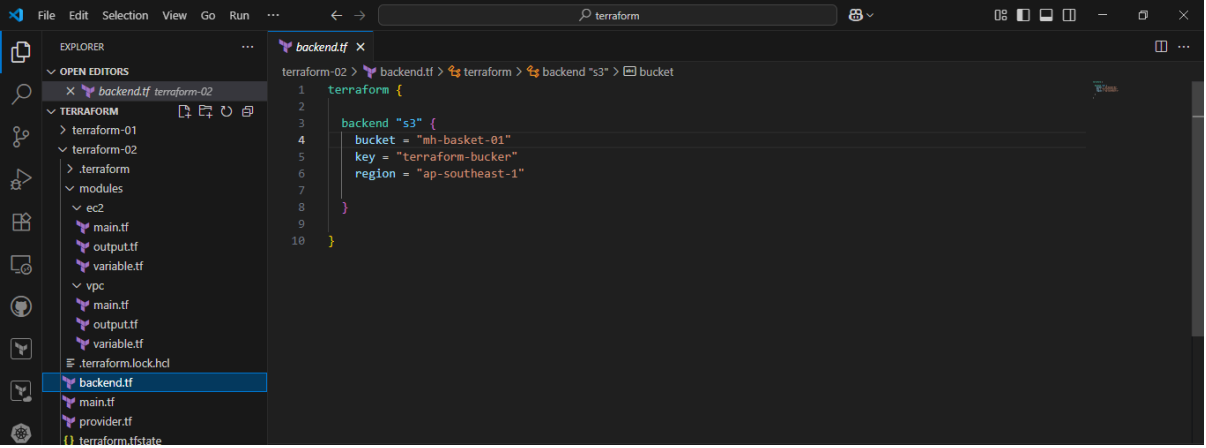 File Edit Selection View Go Run ··· ← → terraform
EXPLORER ···
OPEN EDITORS
backend.tf terraform-02
TERRAFORM
terraform-01
terraform-02
.terraform
modules
ec2
main.tf
output.tf
variable.tf
vpc
main.tf
output.tf
variable.tf
.terraform.lock.hcl
backend.tf
main.tf
provider.tf
{} terraform.tfstate
backend.tf ×
terraform-02 > backend.tf > terraform > backend "s3" > bucket
1 terraform {
2
3 backend "s3" {
4 bucket = "mh-basket-01"
5 key = "terraform-bucker"
6 region = "ap-southeast-1"
7
8 }
9
10 }